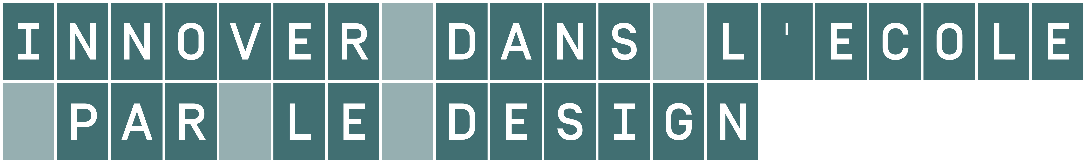 INNOVER DANS L'ECOLE
PAR LE DESIGN